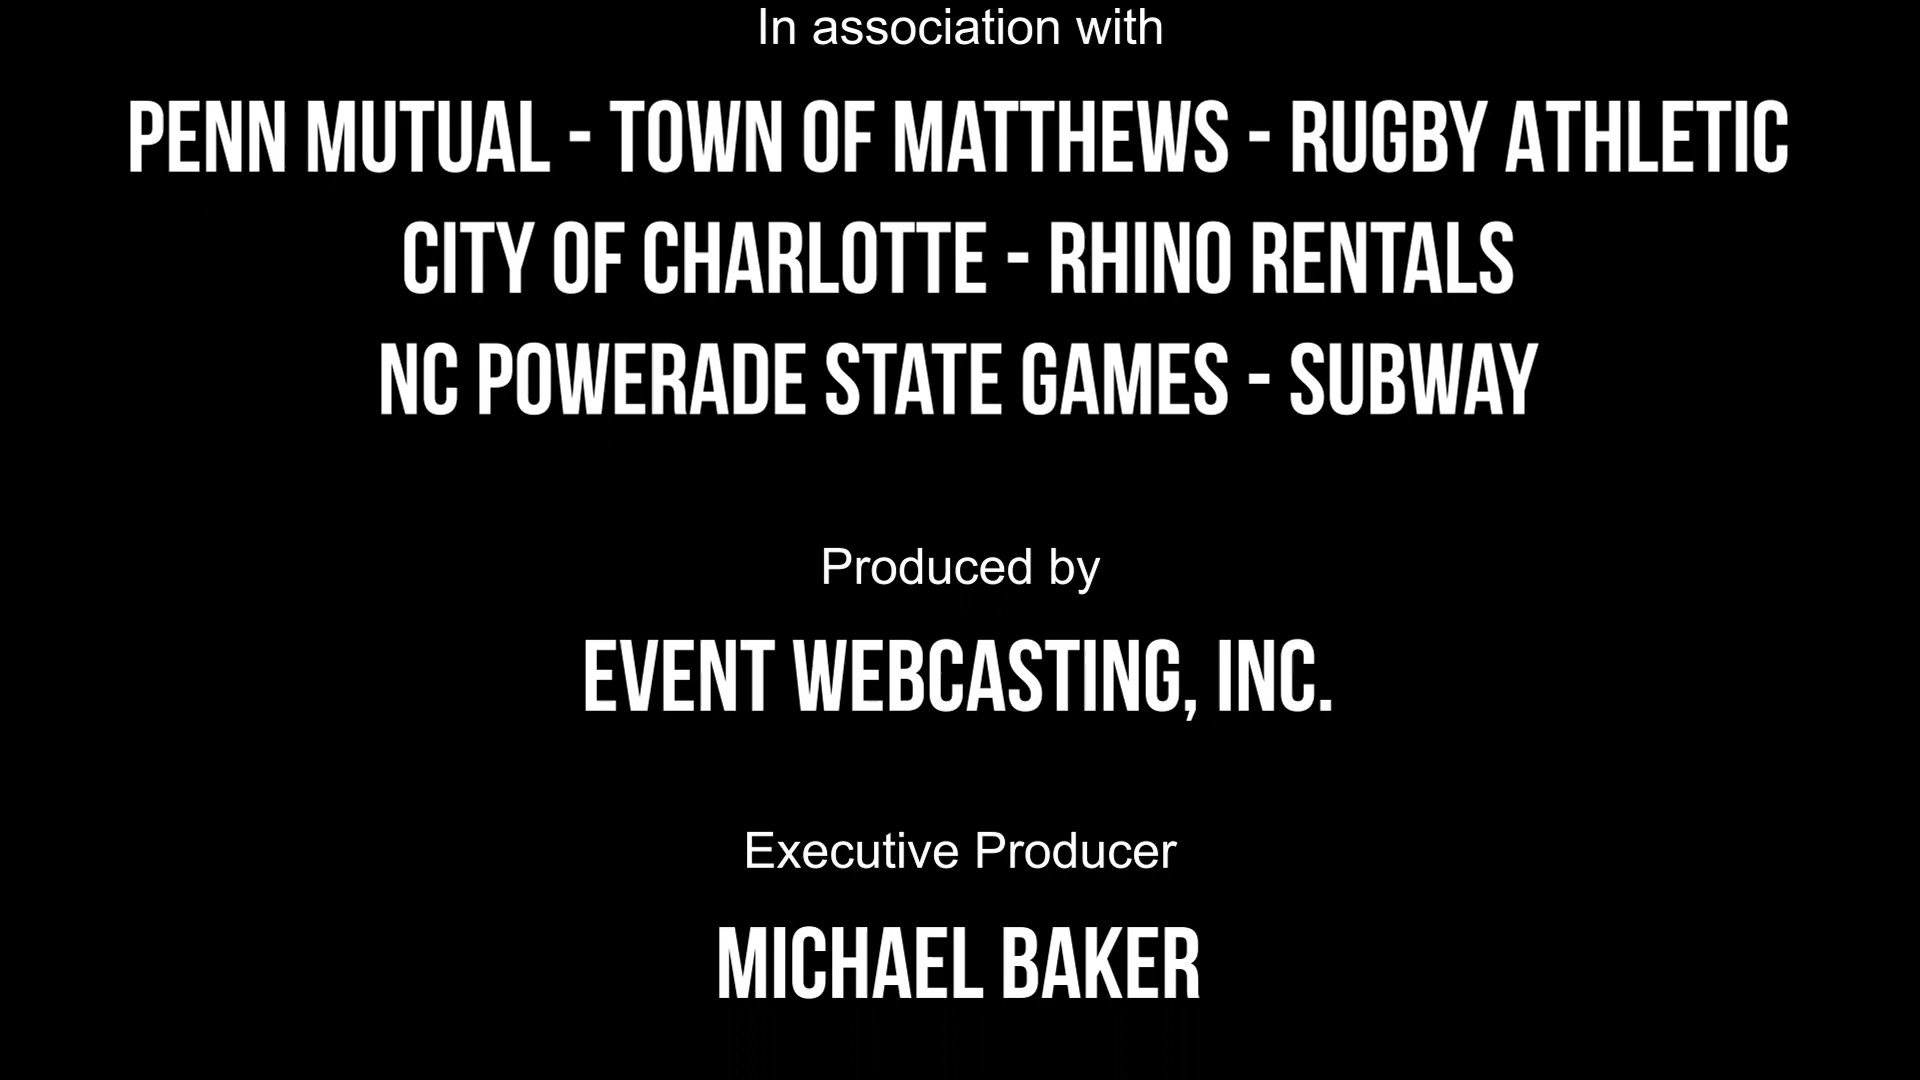 In association with
PENN MUTUAL - TOWN OF MATTHEWS - RUGBY ATHLETIC
CITY OF CHARLOTTE - RHINO RENTALS
NC POWERADE STATE GAMES - SUBWAY
Produced by
EVENT WEBCASTING, INC.
Executive Producer
MICHAEL BAKER